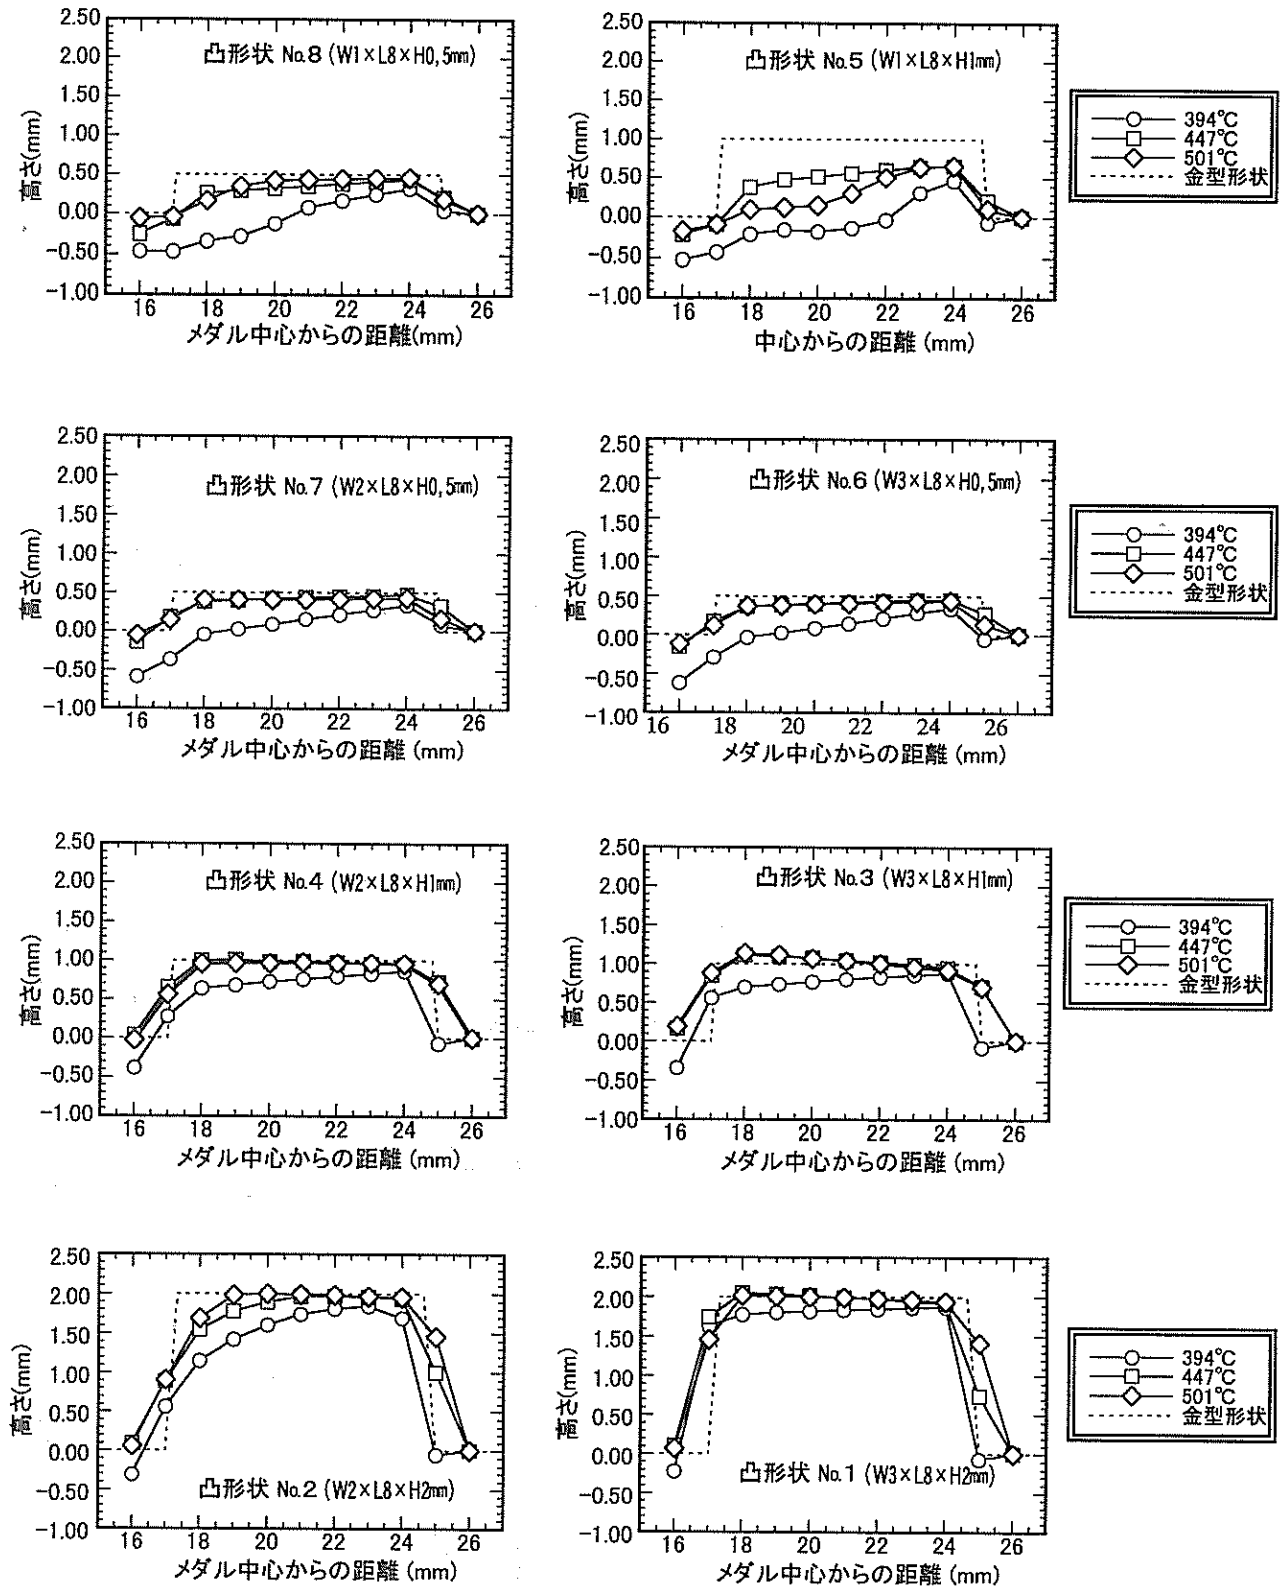 凸形状 No.8 (W1×L8×H0,5mm)
高さ(mm)
2.50
2.00
1.50
1.00
0.50
0.00
−0.50
−1.00
16 18 20 22 24 26
メダル中心からの距離(mm)
凸形状 No.5 (W1×L8×H1mm)
高さ(mm)
2.50
2.00
1.50
1.00
0.50
0.00
−0.50
−1.00
16 18 20 22 24 26
中心からの距離 (mm)
394℃
447℃
501℃
金型形状
凸形状 No.7 (W2×L8×H0,5mm)
高さ(mm)
2.50
2.00
1.50
1.00
0.50
0.00
−0.50
−1.00
16 18 20 22 24 26
メダル中心からの距離 (mm)
凸形状 No.6 (W3×L8×H0,5mm)
高さ(mm)
2.50
2.00
1.50
1.00
0.50
0.00
−0.50
−1.00
16 18 20 22 24 26
メダル中心からの距離 (mm)
394℃
447℃
501℃
金型形状
凸形状 No.4 (W2×L8×H1mm)
高さ(mm)
2.50
2.00
1.50
1.00
0.50
0.00
−0.50
−1.00
16 18 20 22 24 26
メダル中心からの距離 (mm)
凸形状 No.3 (W3×L8×H1mm)
高さ(mm)
2.50
2.00
1.50
1.00
0.50
0.00
−0.50
−1.00
16 18 20 22 24 26
メダル中心からの距離 (mm)
394℃
447℃
501℃
金型形状
凸形状 No.2 (W2×L8×H2mm)
高さ(mm)
2.50
2.00
1.50
1.00
0.50
0.00
−0.50
−1.00
16 18 20 22 24 26
メダル中心からの距離 (mm)
凸形状 No.1 (W3×L8×H2mm)
高さ(mm)
2.50
2.00
1.50
1.00
0.50
0.00
−0.50
−1.00
16 18 20 22 24 26
メダル中心からの距離 (mm)
394℃
447℃
501℃
金型形状